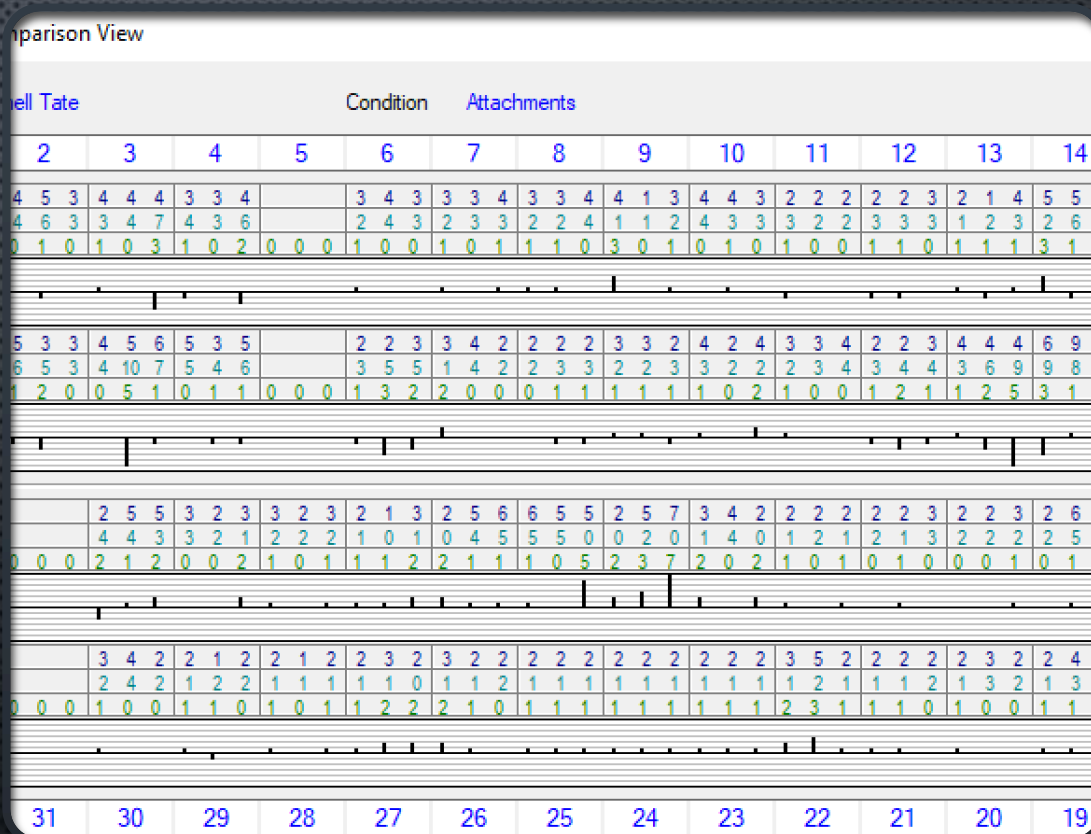 nparison View
nell Tate Condition Attachments
2 3 4 5 6 7 8 9 10 11 12 13 14
4 5 3 4 4 4 3 3 4 3 4 3 3 3 4 3 3 4 4 1 3 4 4 3 2 2 2 2 2 3 2 1 4 5 5
4 6 3 3 4 7 4 3 6 2 4 3 2 3 3 2 2 4 1 1 2 4 3 3 3 2 2 3 3 3 1 2 3 2 6
0 1 0 1 0 3 1 0 2 0 0 0 1 0 0 1 0 1 1 1 0 3 0 1 0 1 0 1 0 0 1 1 0 1 1 1 3 1
5 3 3 4 5 6 5 3 5 2 2 3 3 4 2 2 2 2 3 3 2 4 2 4 3 3 4 2 2 3 4 4 4 6 9
6 5 3 4 10 7 5 4 6 3 5 5 1 4 2 2 3 3 2 2 3 3 2 2 2 3 4 3 4 4 3 6 9 9 8
1 2 0 0 5 1 0 1 1 0 0 0 1 3 2 2 0 0 0 1 1 1 1 1 1 0 2 1 0 0 1 2 1 1 2 5 3 1
2 5 5 3 2 3 3 2 3 2 1 3 2 5 6 6 5 5 2 5 7 3 4 2 2 2 2 2 2 3 2 2 3 2 6
4 4 3 3 2 1 2 2 2 1 0 1 0 4 5 5 5 0 0 2 0 1 4 0 1 2 1 2 1 3 2 2 2 2 5
0 0 0 2 1 2 0 0 2 1 0 1 1 1 2 2 1 1 1 0 5 2 3 7 2 0 2 1 0 1 0 1 0 0 0 1 0 1
3 4 2 2 1 2 2 1 2 2 3 2 3 2 2 2 2 2 2 2 2 2 2 2 3 5 2 2 2 2 2 3 2 2 4
2 4 2 1 2 2 1 1 1 1 1 0 1 1 2 1 1 1 1 1 1 1 1 1 1 2 1 1 1 2 1 3 2 1 3
0 0 0 1 0 0 1 1 0 1 0 1 1 2 2 2 1 0 1 1 1 1 1 1 1 1 1 2 3 1 1 1 0 1 0 0 1 1
31 30 29 28 27 26 25 24 23 22 21 20 19